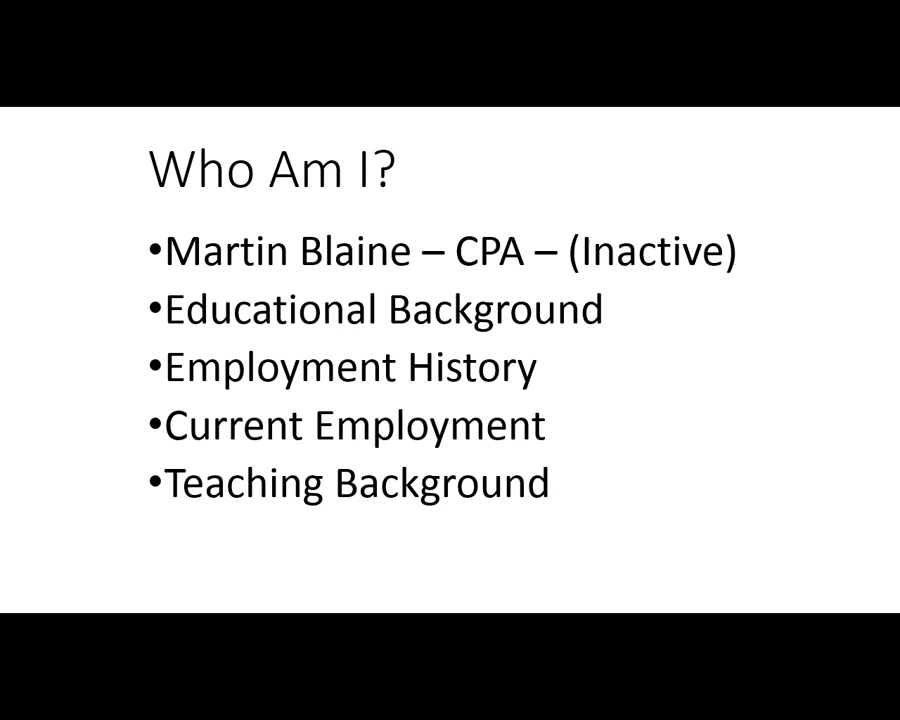 Who Am I?
•Martin Blaine – CPA – (Inactive)
•Educational Background
•Employment History
•Current Employment
•Teaching Background